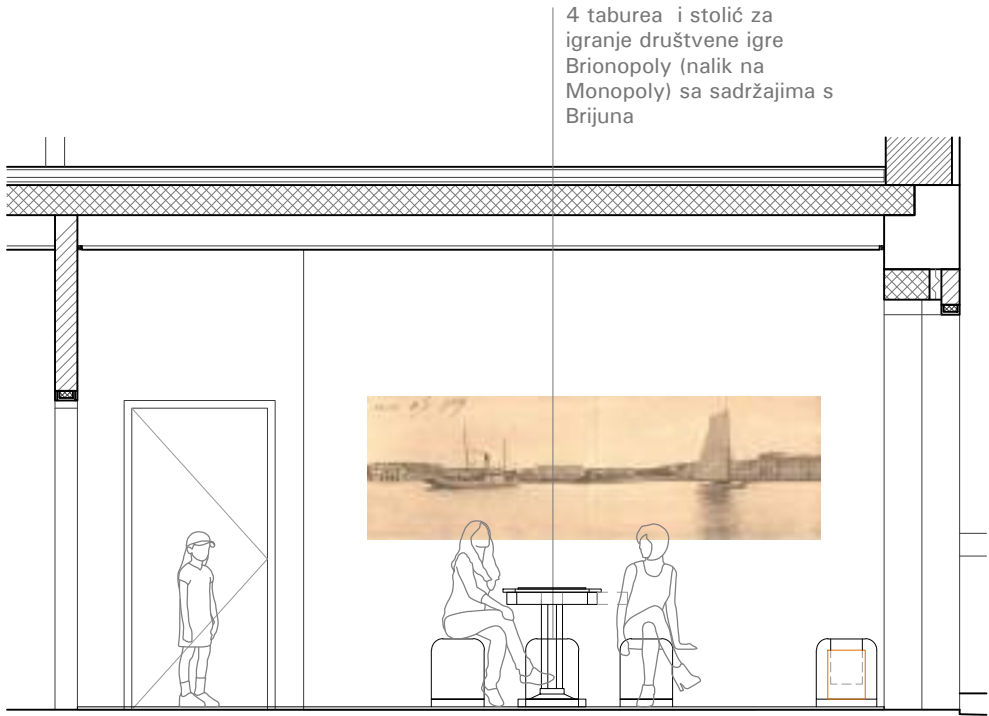 4 taburea i stolić za
igranje društvene igre
Brionopoly (nalik na
Monopoly) sa sadržajima s
Brijuna